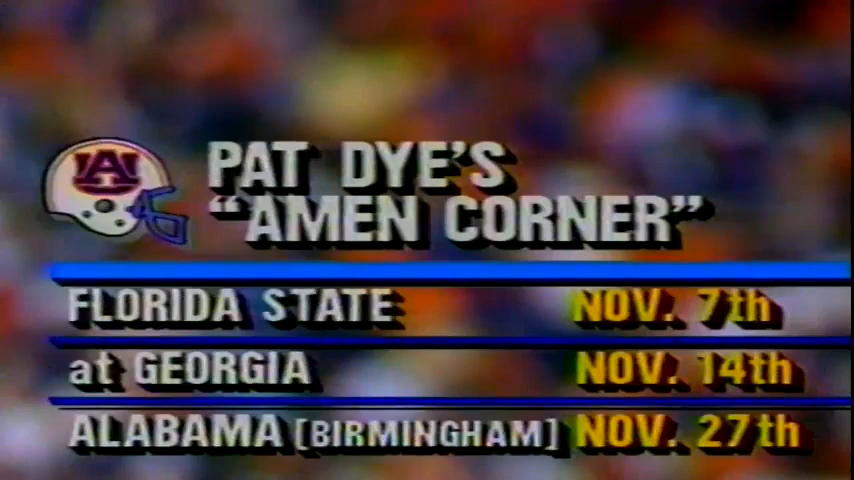 AU
PAT DYE'S
"AMEN CORNER"
FLORIDA STATE NOV. 7th
at GEORGIA NOV. 14th
ALABAMA [BIRMINGHAM] NOV. 27th